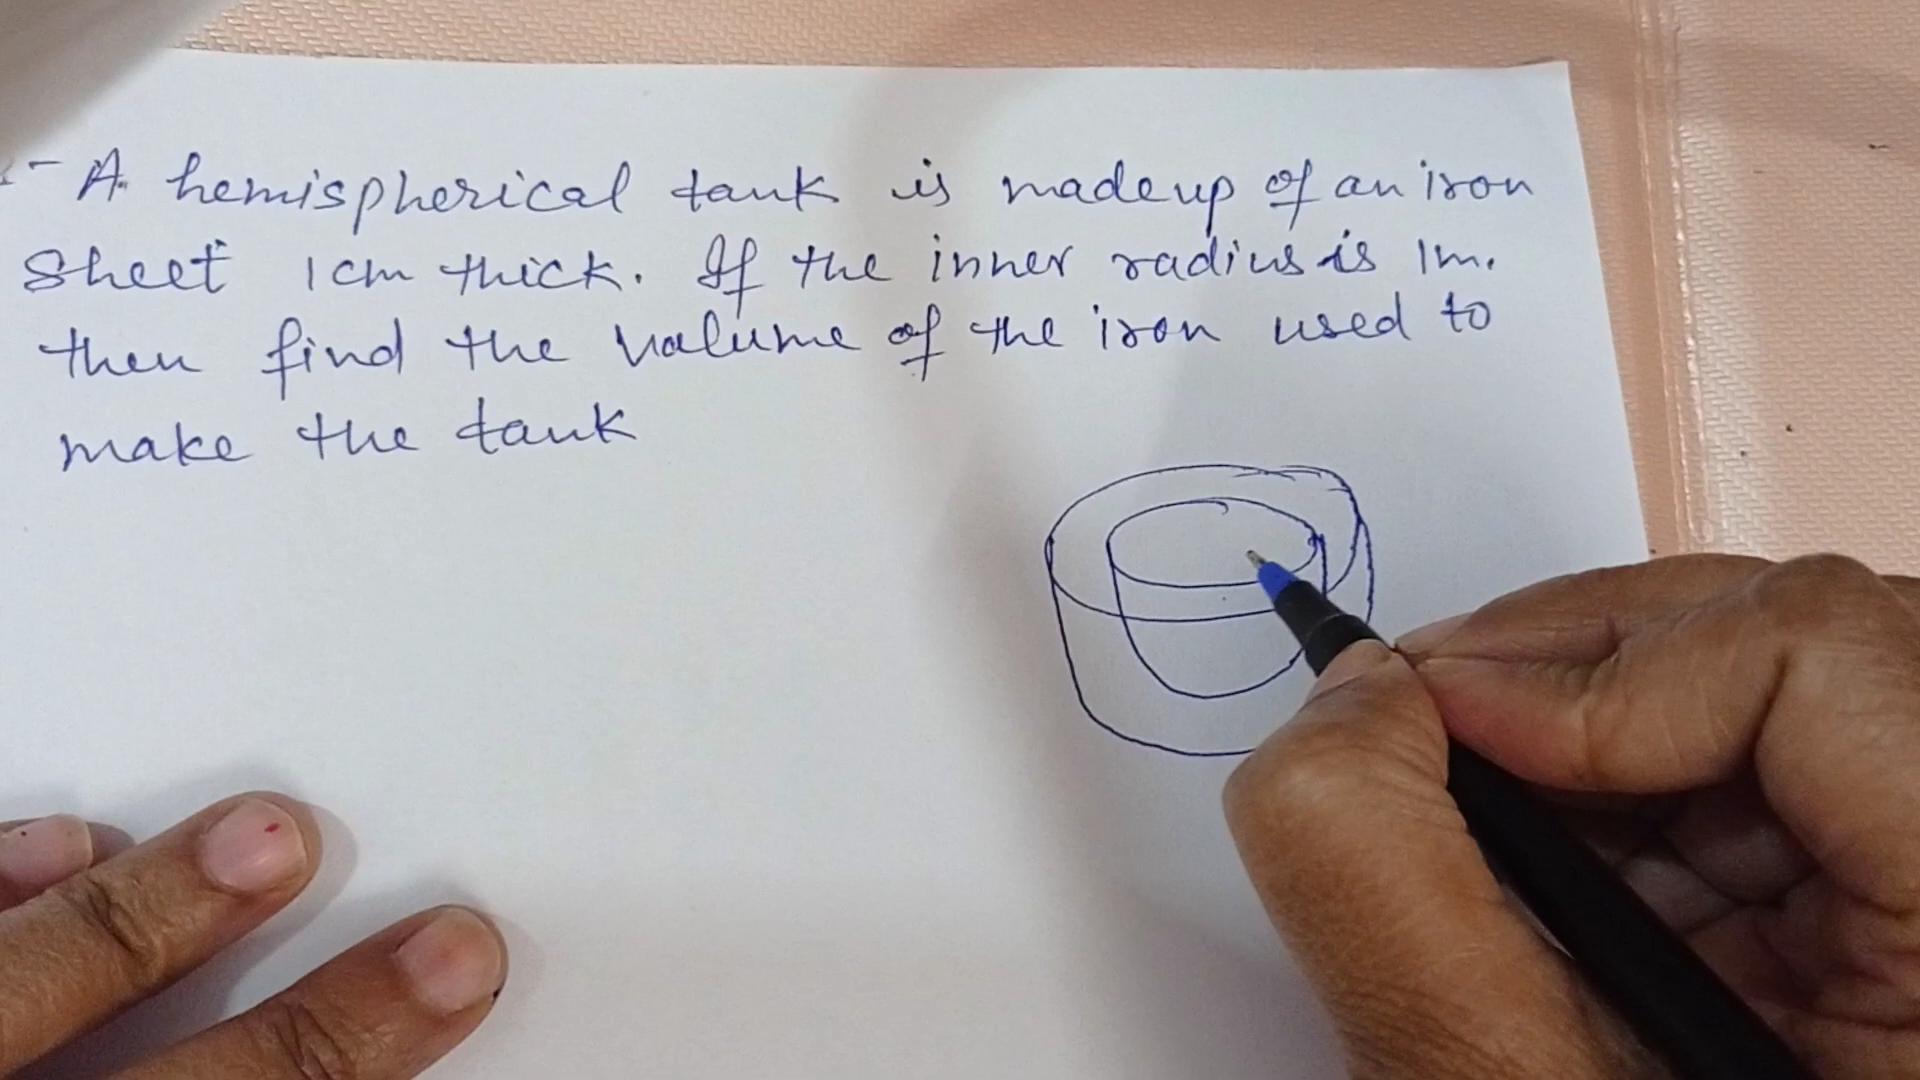 - A hemispherical tank is madeup of an iron
Sheet 1cm thick. If the inner radius is 1m.
then find the valume of the iron used to
make the tank